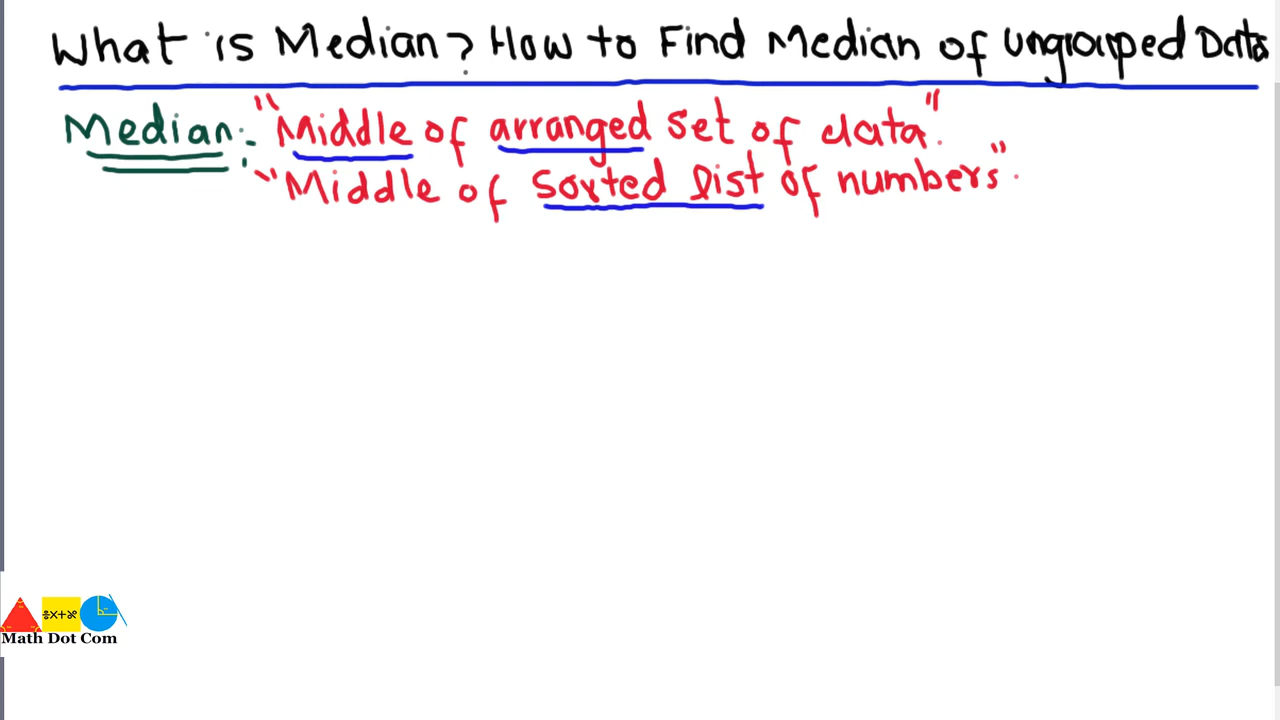 What is Median? How to Find Median of Ungrouped Data
Median:- "Middle of arranged set of data".
"Middle of sorted list of numbers".
÷x+
Math Dot Com